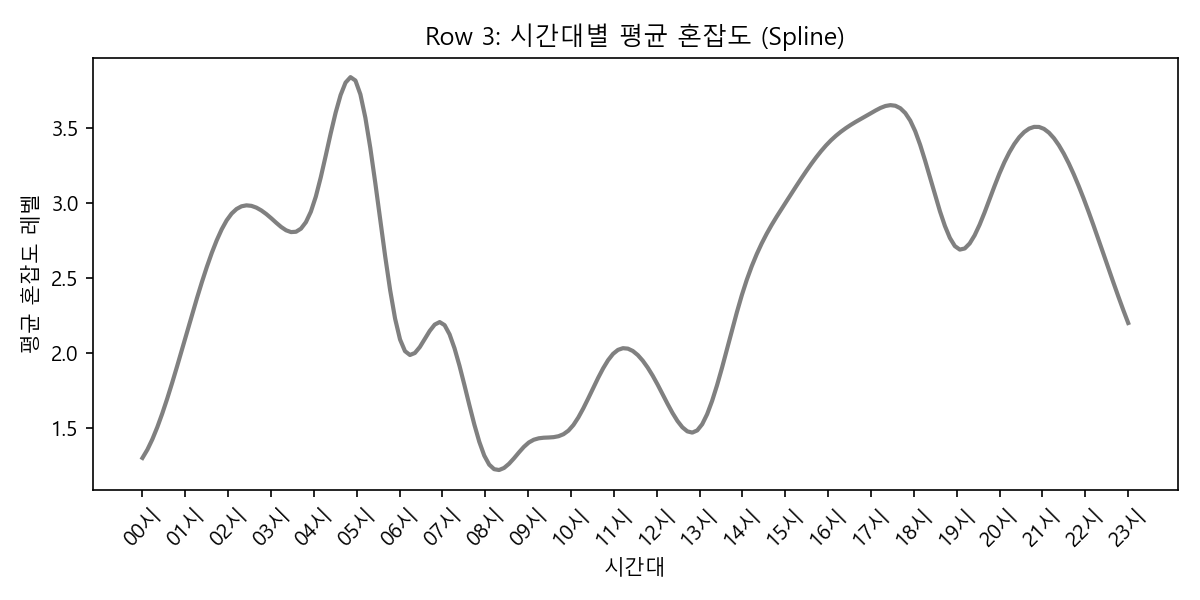 Row 3: 시간대별 평균 혼잡도 (Spline)
평균 혼잡도 레벨
3.5
3.0
2.5
2.0
1.5
00시 01시 02시 03시 04시 05시 06시 07시 08시 09시 10시 11시 12시 13시 14시 15시 16시 17시 18시 19시 20시 21시 22시 23시
시간대